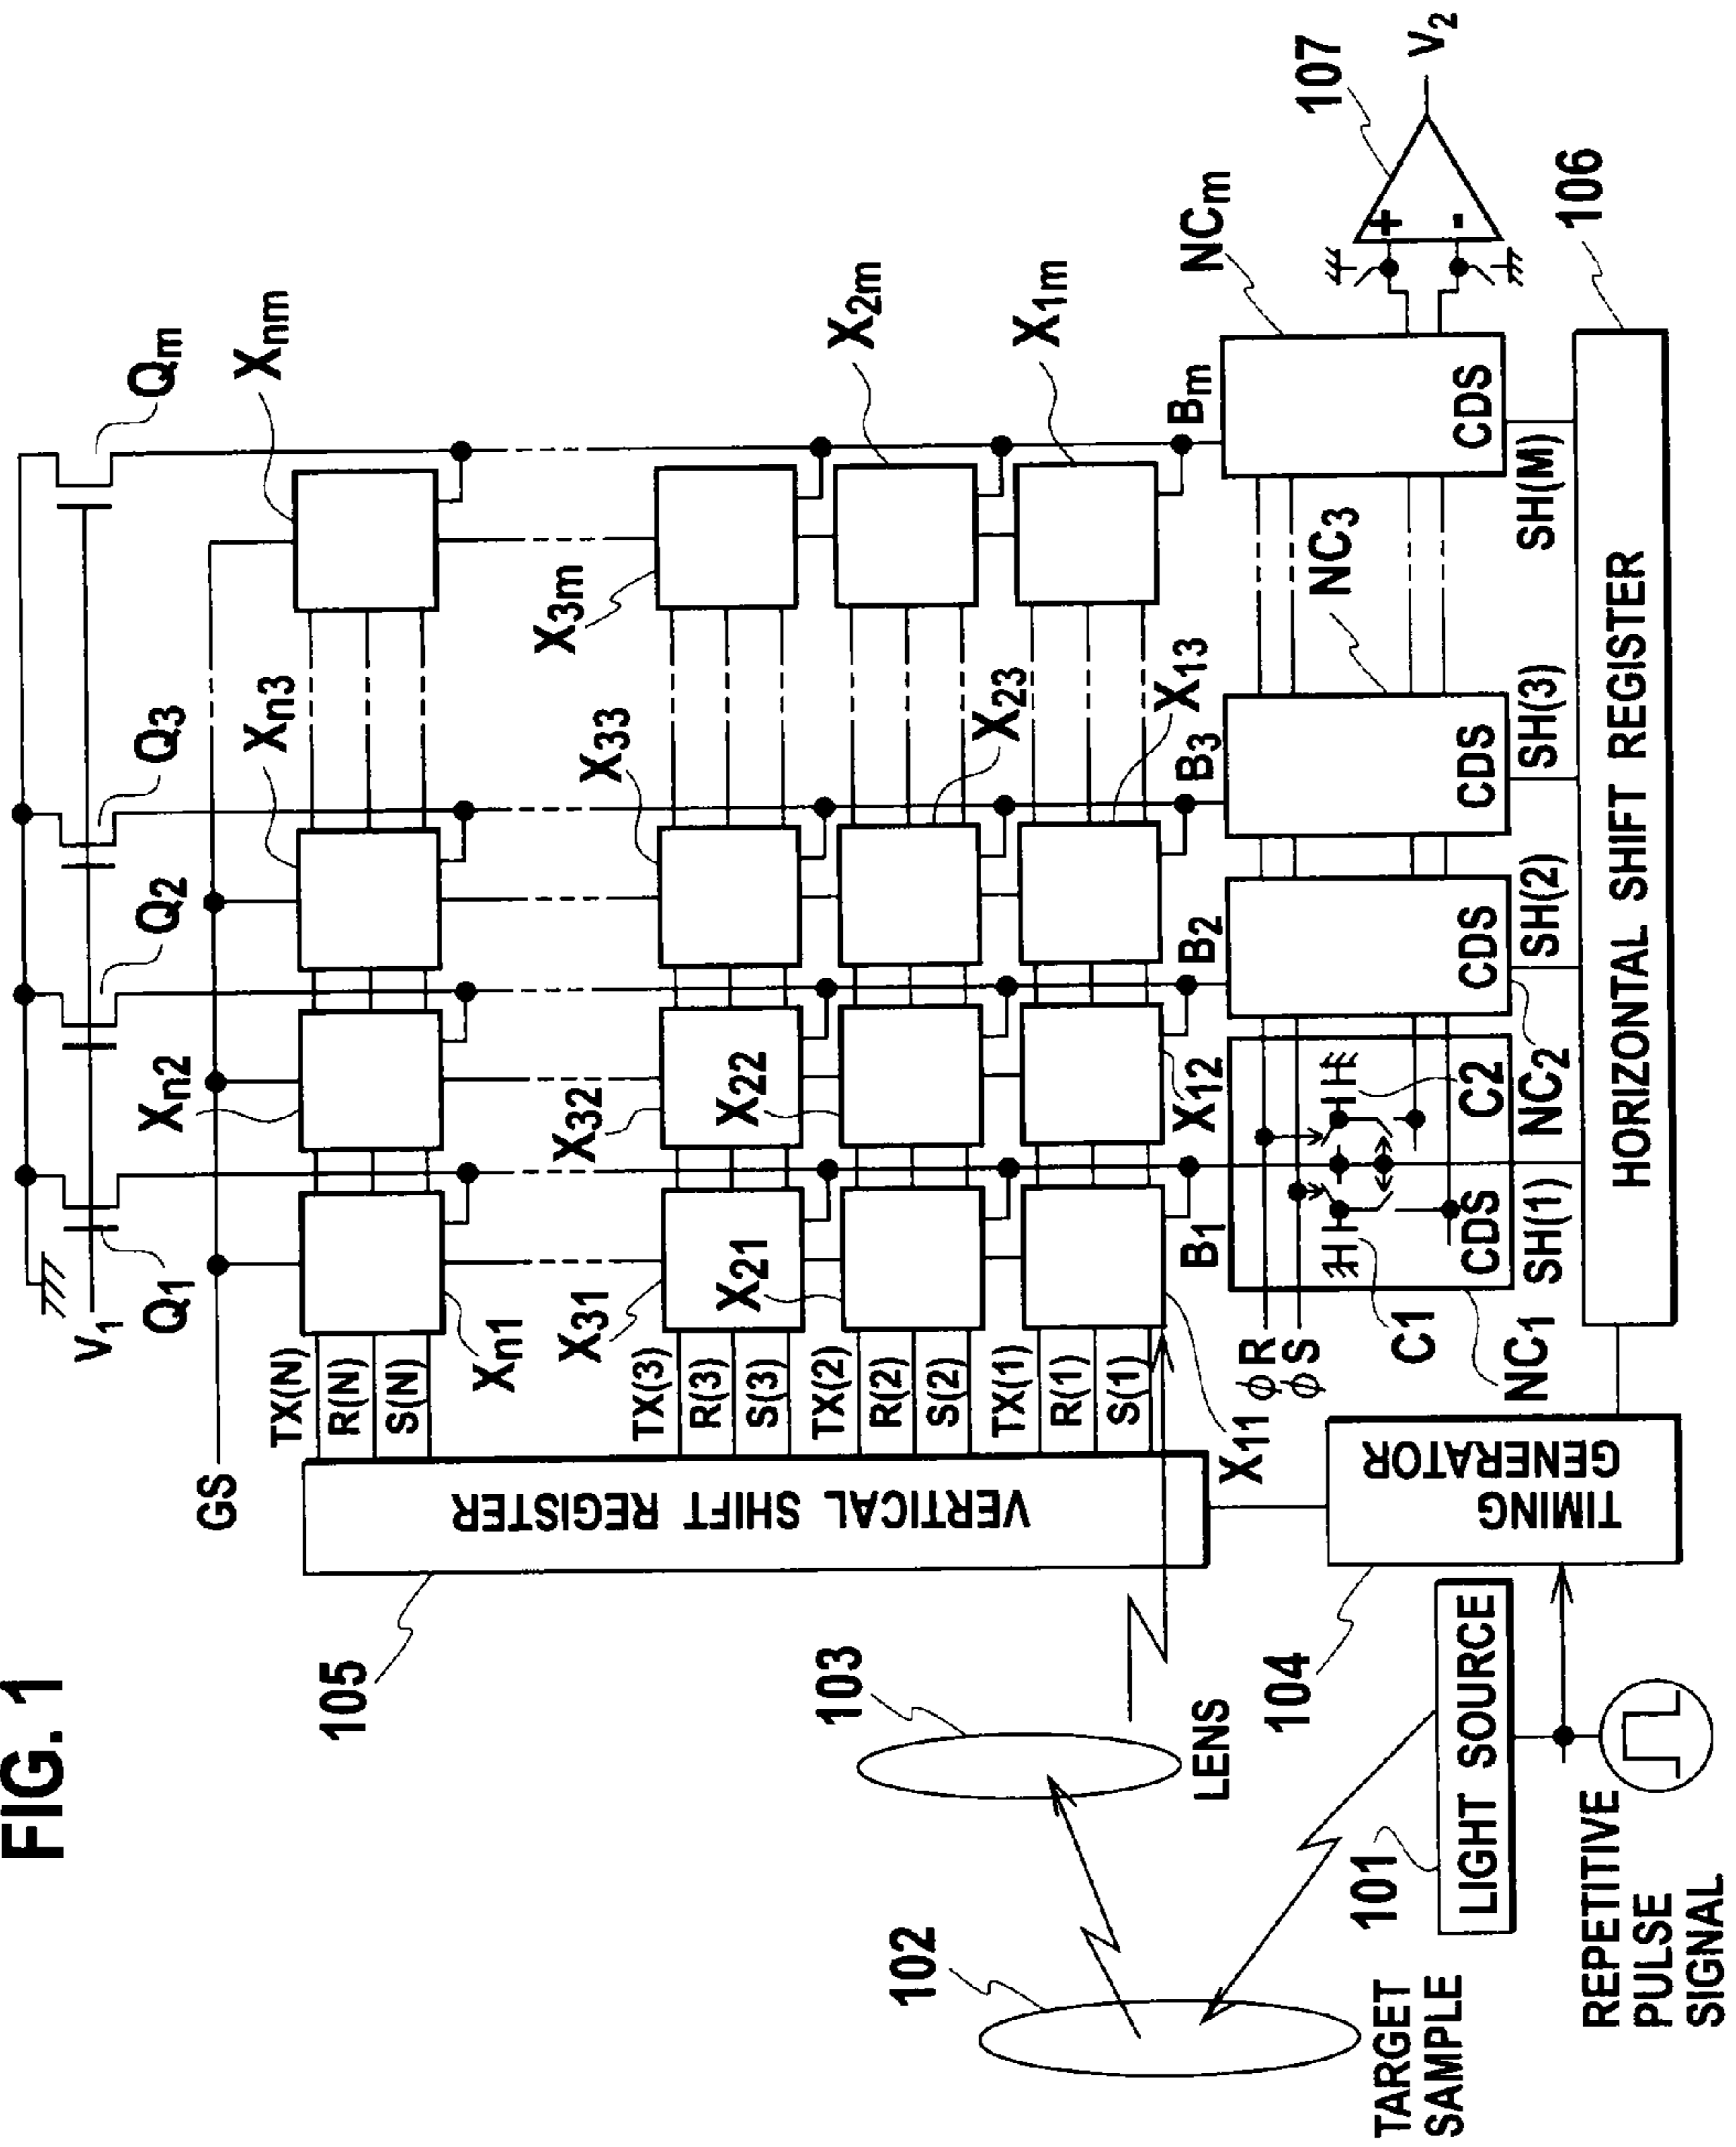 FIG. 1
V1
Q1
Q2
Q3
Qm
GS
Xn1
Xn2
Xn3
Xnm
TX(N)
R(N)
S(N)
X31
X32
X33
X3m
TX(3)
R(3)
S(3)
X21
X22
X23
X2m
TX(2)
R(2)
S(2)
X11
X12
X13
X1m
TX(1)
R(1)
S(1)
105
VERTICAL SHIFT REGISTER
B1
B2
B3
Bm
φR
φS
C1
C2
CDS
CDS
CDS
CDS
NC1
NC2
NC3
NCm
SH(1)
SH(2)
SH(3)
SH(M)
107
+
-
V2
106
HORIZONTAL SHIFT REGISTER
104
TIMING
GENERATOR
103
LENS
102
TARGET
SAMPLE
101
LIGHT SOURCE
REPETITIVE
PULSE
SIGNAL